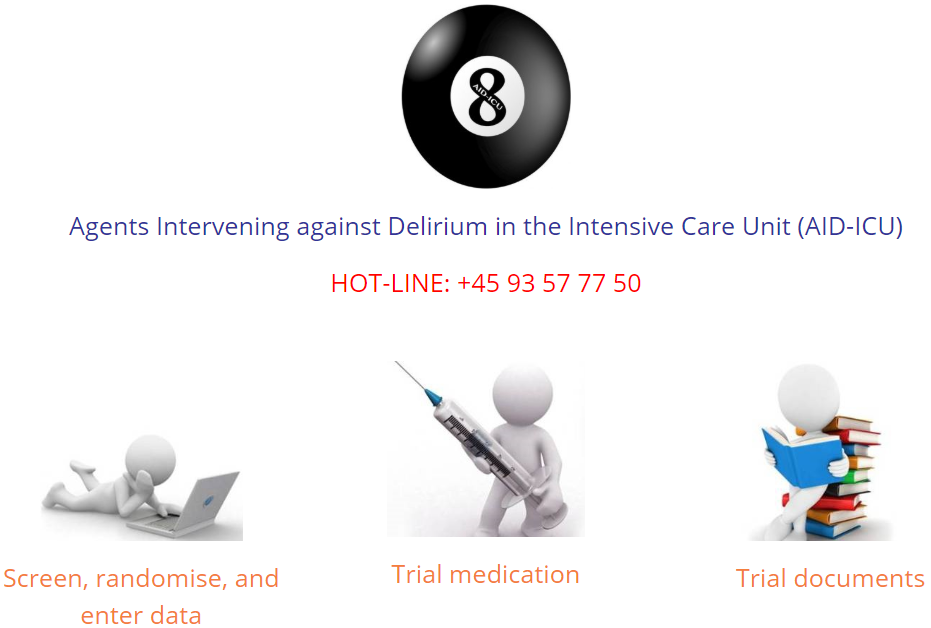 8
AID-ICU
Agents Intervening against Delirium in the Intensive Care Unit (AID-ICU)
HOT-LINE: +45 93 57 77 50
Screen, randomise, and
enter data
Trial medication
Trial documents